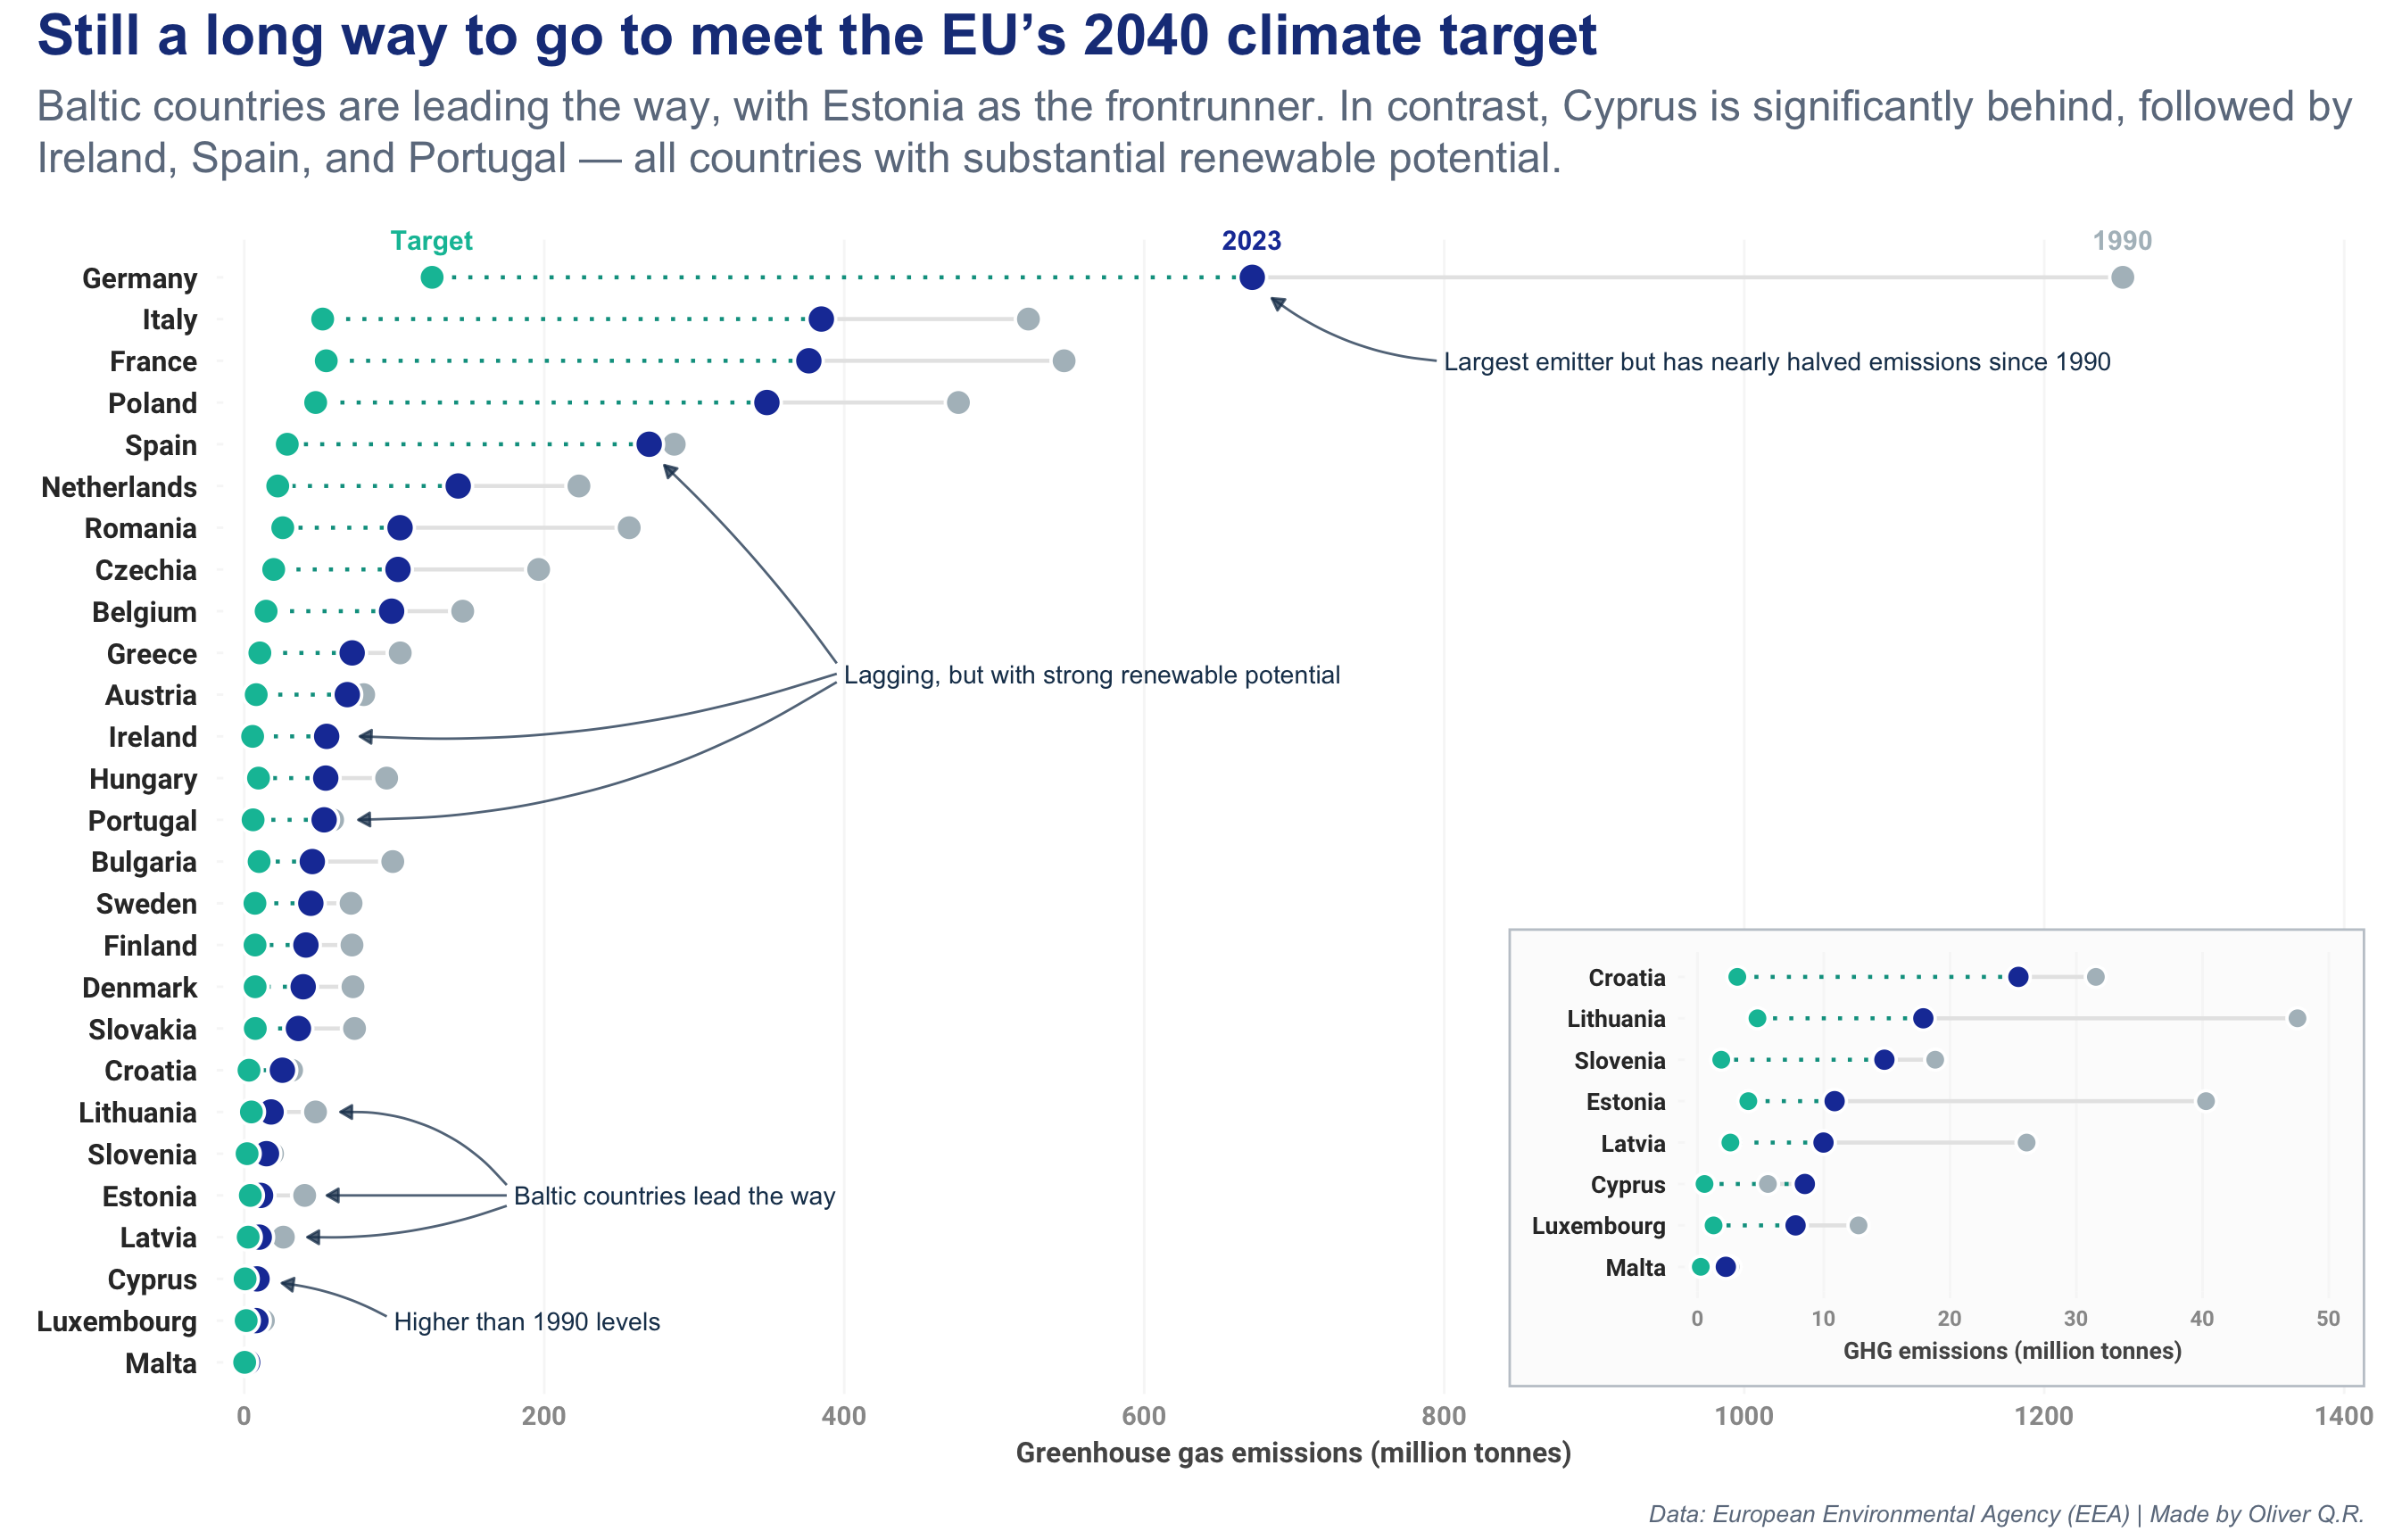 Still a long way to go to meet the EU’s 2040 climate target
Baltic countries are leading the way, with Estonia as the frontrunner. In contrast, Cyprus is significantly behind, followed by
Ireland, Spain, and Portugal — all countries with substantial renewable potential.
Target
2023
1990
Germany
Italy
France
Largest emitter but has nearly halved emissions since 1990
Poland
Spain
Netherlands
Romania
Czechia
Belgium
Greece
Lagging, but with strong renewable potential
Austria
Ireland
Hungary
Portugal
Bulgaria
Sweden
Finland
Denmark
Slovakia
Croatia
Lithuania
Slovenia
Estonia
Baltic countries lead the way
Latvia
Cyprus
Luxembourg
Higher than 1990 levels
Malta
0 200 400 600 800 1000 1200 1400
Greenhouse gas emissions (million tonnes)
Croatia
Lithuania
Slovenia
Estonia
Latvia
Cyprus
Luxembourg
Malta
0 10 20 30 40 50
GHG emissions (million tonnes)
Data: European Environmental Agency (EEA) | Made by Oliver Q.R.